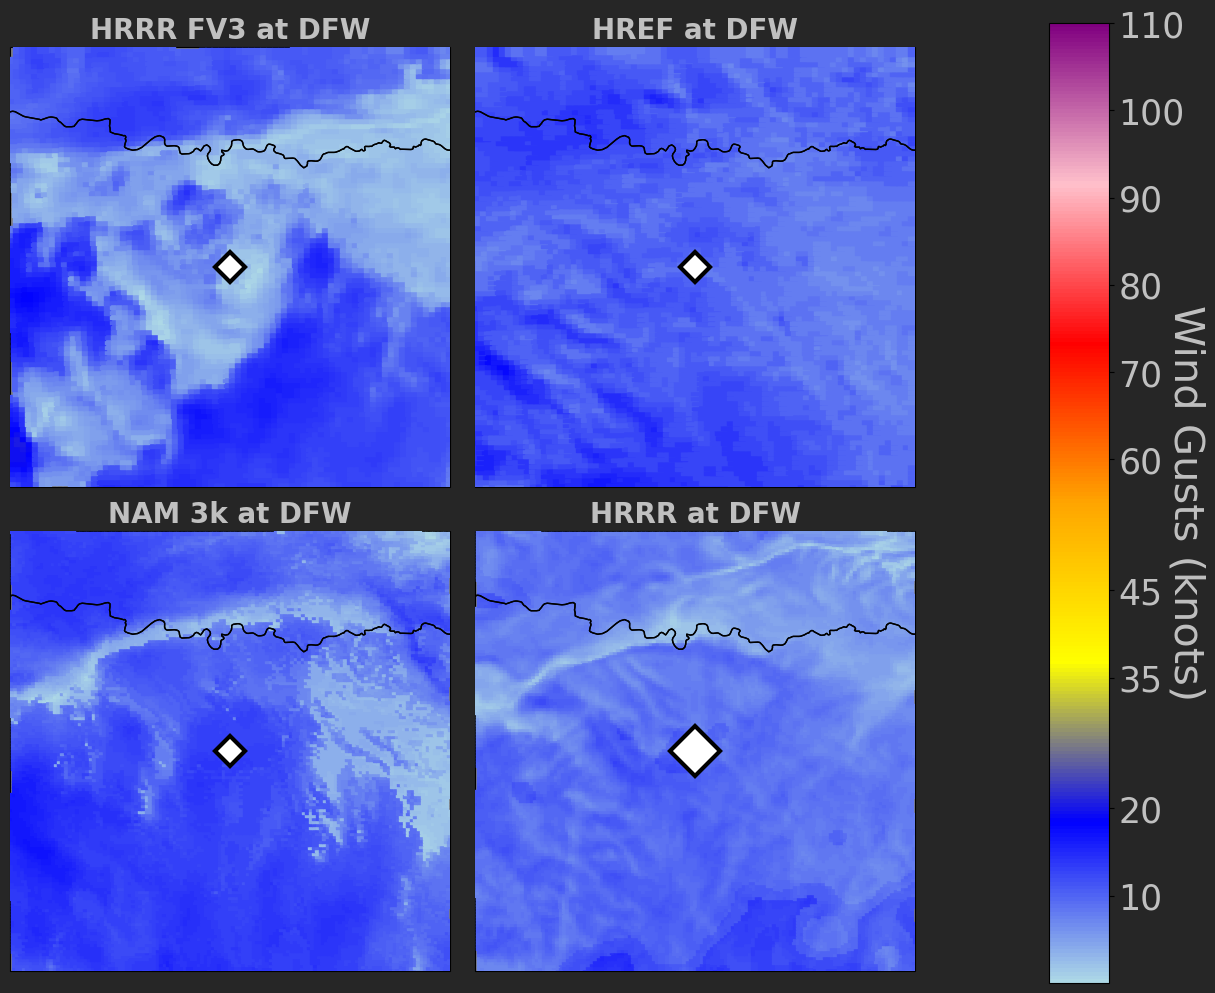 HRRR FV3 at DFW
HREF at DFW
NAM 3k at DFW
HRRR at DFW
110
100
90
80
70
60
45
35
20
10
Wind Gusts (knots)